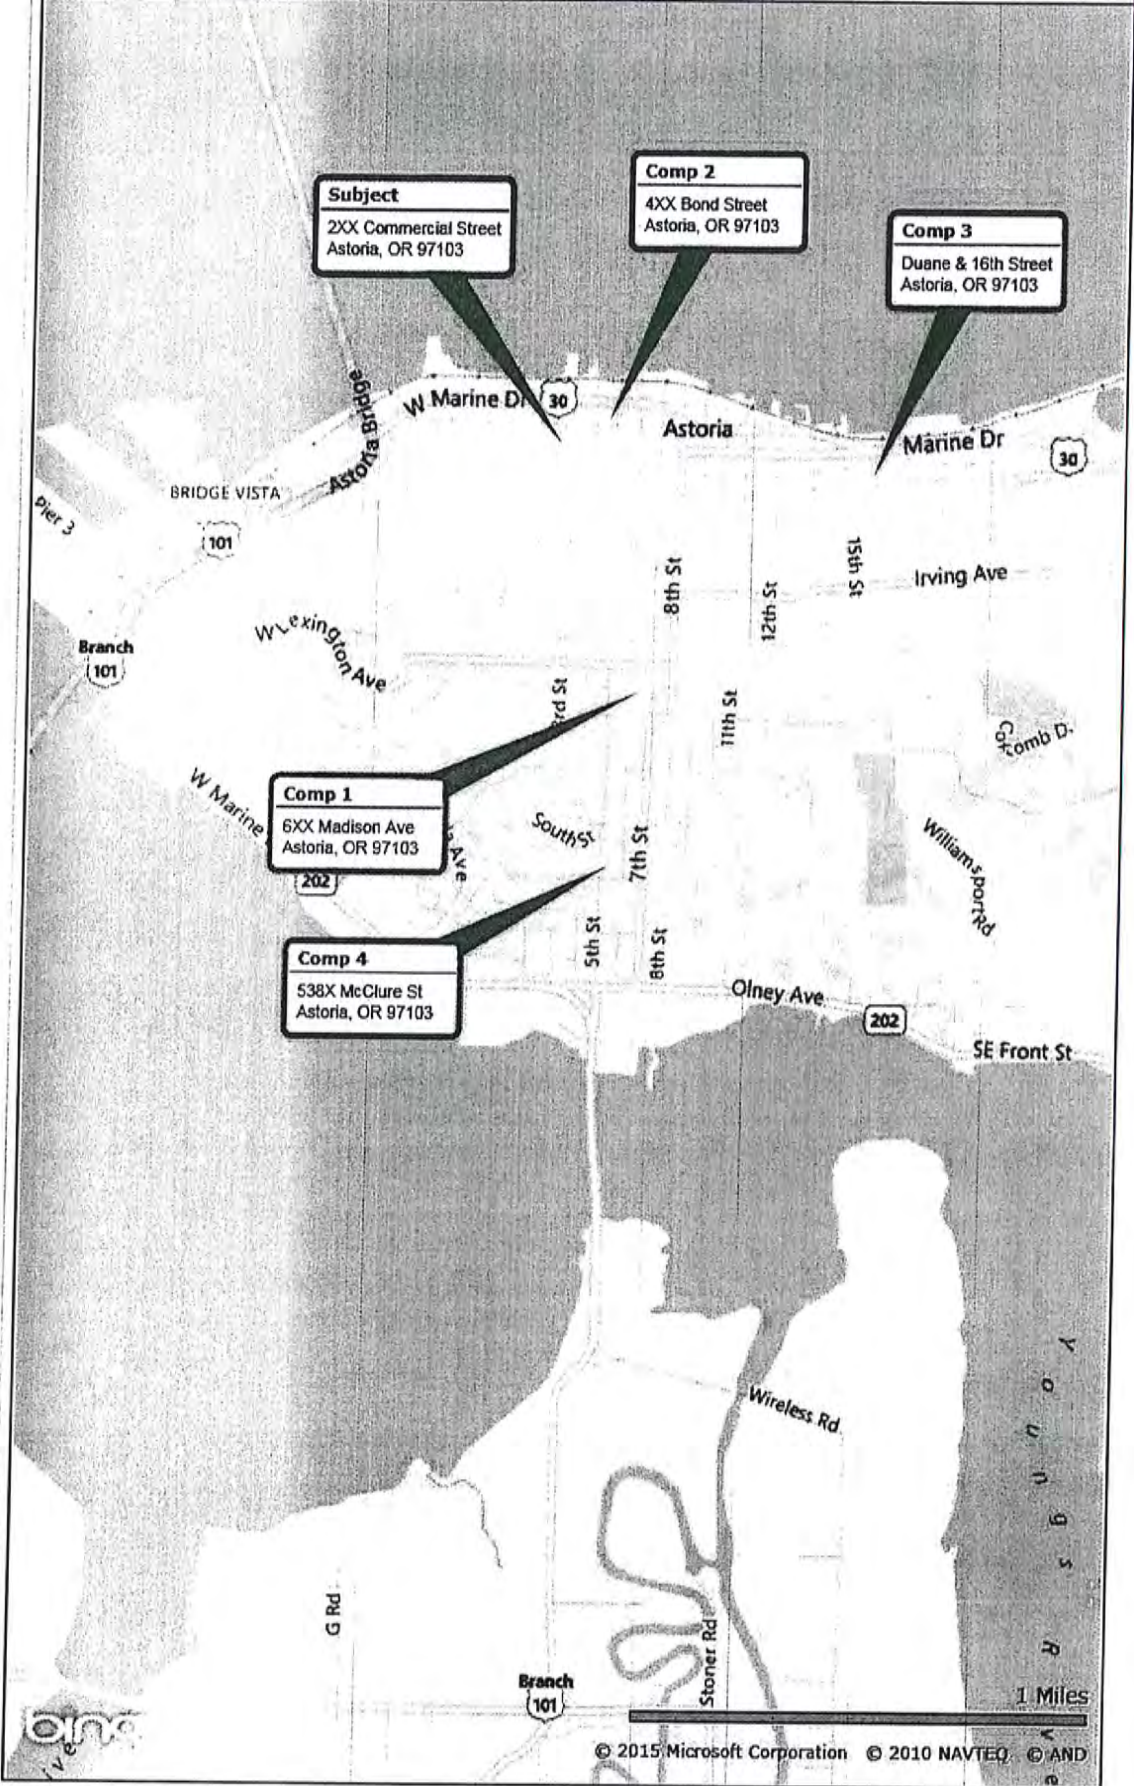 Comp 2
4XX Bond Street
Astoria, OR 97103
Subject
2XX Commercial Street
Astoria, OR 97103
Comp 3
Duane & 16th Street
Astoria, OR 97103
Astoria Bridge
W Marine Dr
30
Astoria
Marine Dr
30
BRIDGE VISTA
Pier 3
101
15th St
Irving Ave
8th St
12th St
W Lexington Ave
Branch
101
3rd St
11th St
Comp 1
6XX Madison Ave
Astoria, OR 97103
W Marine
South St
7th St
Ave
Williamsport Rd
202
5th St
8th St
Comp 4
538X McClure St
Astoria, OR 97103
Olney Ave
202
SE Front St
Wireless Rd
Youngs R
G Rd
Stoner Rd
Branch
101
1 Miles
bing
© 2015 Microsoft Corporation © 2010 NAVTEQ © AND